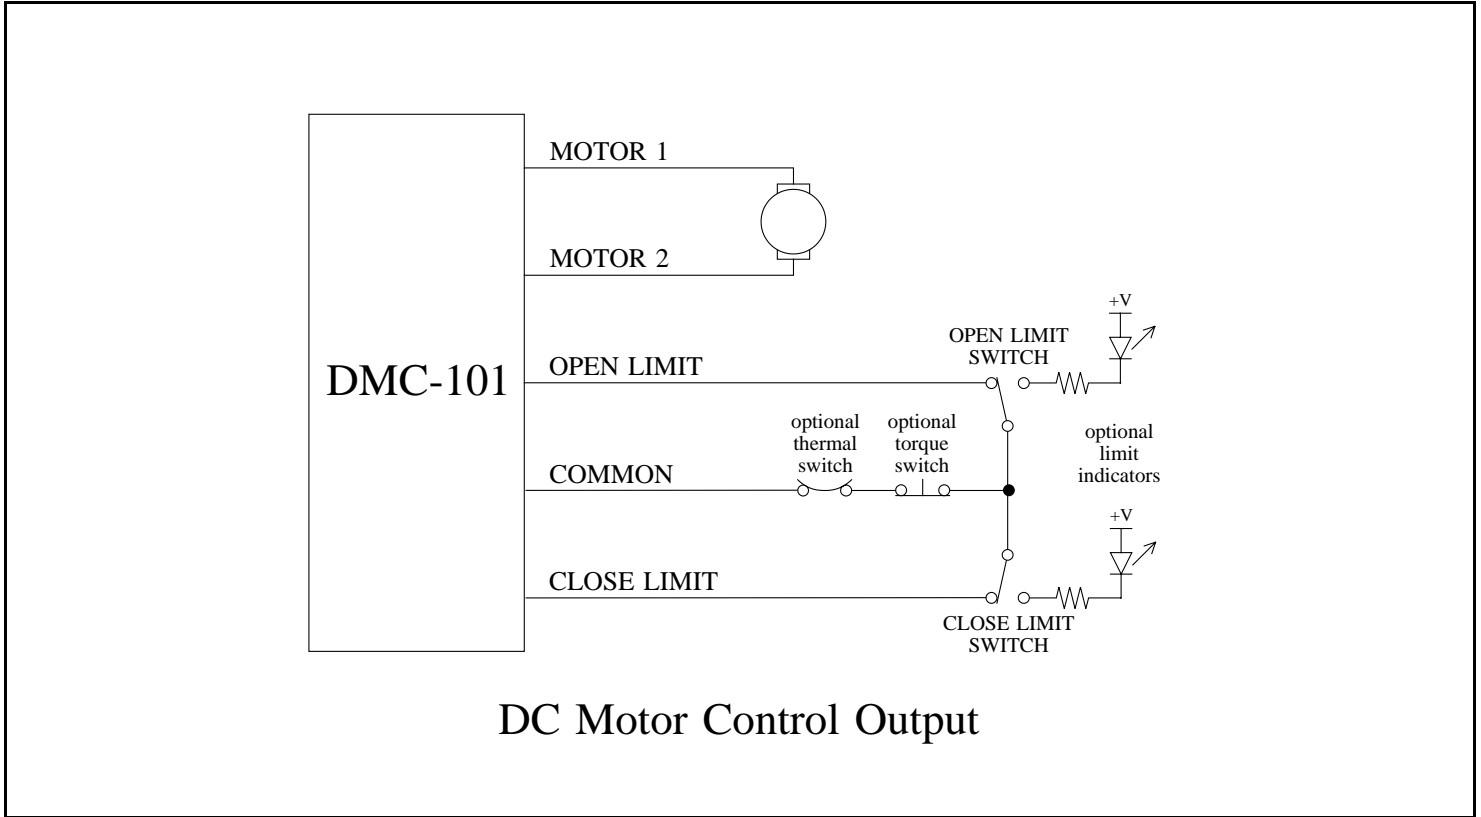 MOTOR 1
MOTOR 2
+V
OPEN LIMIT
SWITCH
OPEN LIMIT
DMC-101
optional
thermal
switch
optional
torque
switch
optional
limit
indicators
COMMON
+V
CLOSE LIMIT
CLOSE LIMIT
SWITCH
DC Motor Control Output